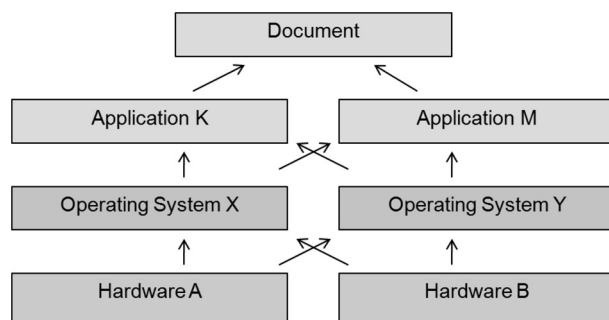 Document
Application K
Application M
Operating System X
Operating System Y
Hardware A
Hardware B